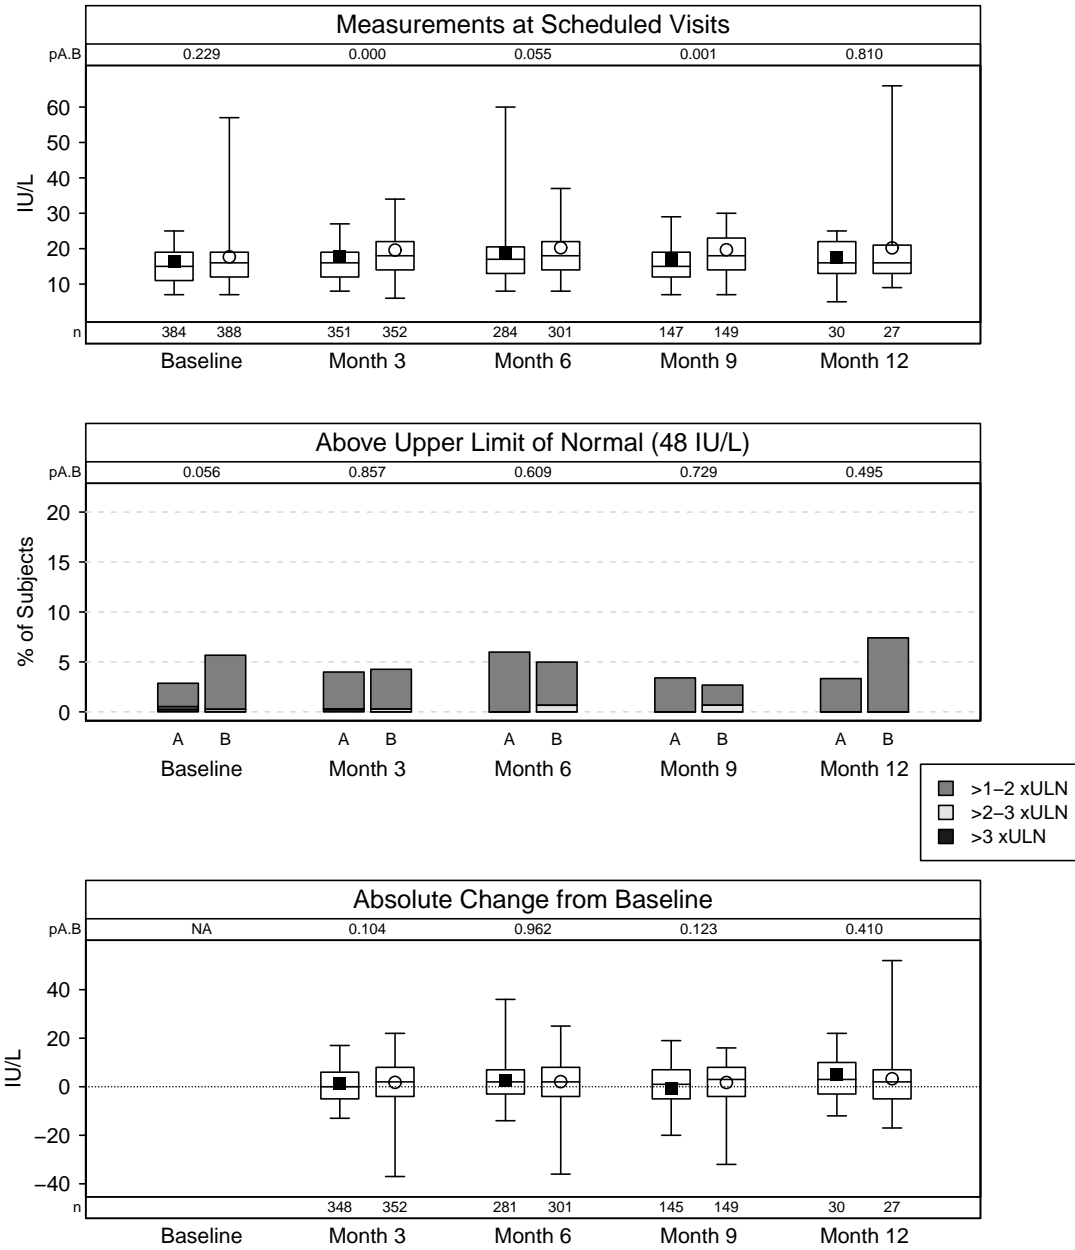 Measurements at Scheduled Visits
pA.B 0.229 0.000 0.055 0.001 0.810
60
50
40
30
20
10
IU/L
n 384 388 351 352 284 301 147 149 30 27
Baseline Month 3 Month 6 Month 9 Month 12
Above Upper Limit of Normal (48 IU/L)
pA.B 0.056 0.857 0.609 0.729 0.495
20
15
10
5
0
% of Subjects
A B A B A B A B A B
Baseline Month 3 Month 6 Month 9 Month 12
>1–2 xULN
>2–3 xULN
>3 xULN
Absolute Change from Baseline
pA.B NA 0.104 0.962 0.123 0.410
40
20
0
−20
−40
IU/L
n 348 352 281 301 145 149 30 27
Baseline Month 3 Month 6 Month 9 Month 12